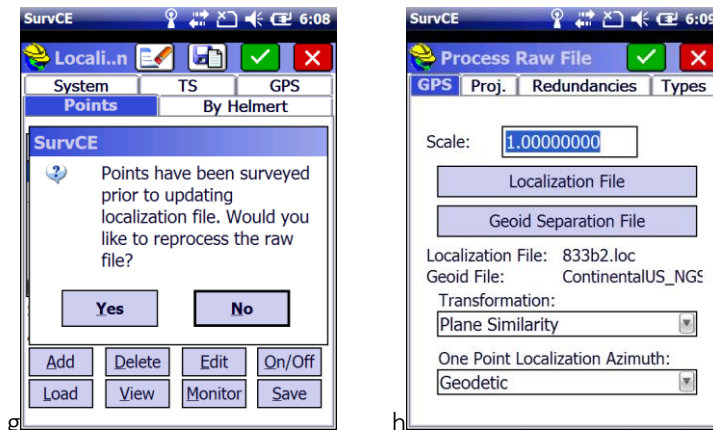 SurvCE 6:08
Locali..n
System TS GPS
Points By Helmert
SurvCE
Points have been surveyed
prior to updating
localization file. Would you
like to reprocess the raw
file?
Yes No
Add Delete Edit On/Off
Load View Monitor Save
g
SurvCE 6:09
Process Raw File
GPS Proj. Redundancies Types
Scale: 1.00000000
Localization File
Geoid Separation File
Localization File: 833b2.loc
Geoid File: ContinentalUS_NGS
Transformation:
Plane Similarity
One Point Localization Azimuth:
Geodetic
h